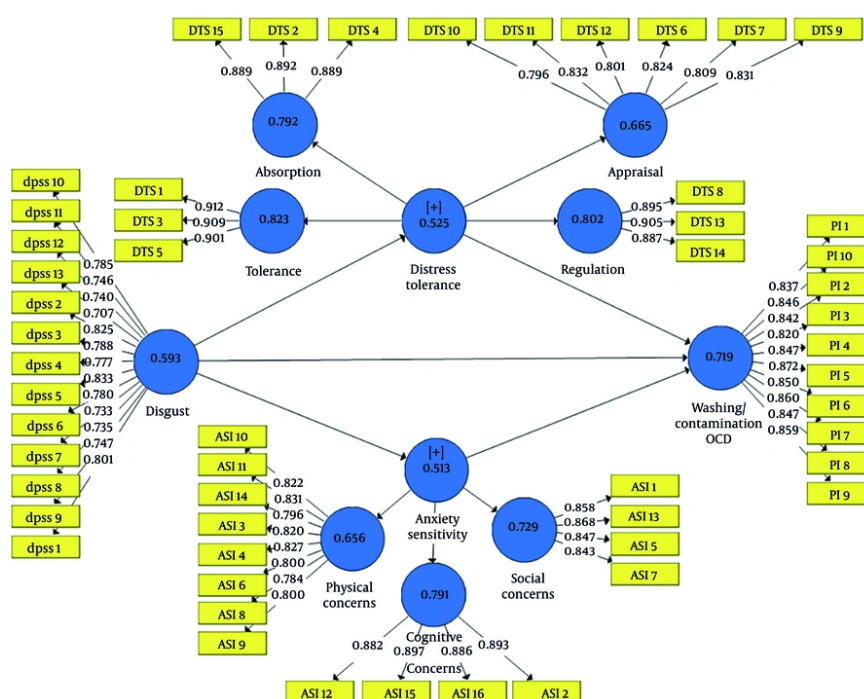 DTS 15
DTS 2
DTS 4
DTS 10
DTS 11
DTS 12
DTS 6
DTS 7
DTS 9
0.889
0.892
0.889
0.796
0.832
0.801
0.824
0.809
0.831
0.792
0.665
Absorption
Appraisal
DTS 1
DTS 3
DTS 5
0.912
0.909
0.901
0.823
Tolerance
[+]
0.525
Distress
tolerance
0.802
Regulation
0.895
0.905
0.887
DTS 8
DTS 13
DTS 14
dpss 10
dpss 11
dpss 12
dpss 13
dpss 2
dpss 3
dpss 4
dpss 5
dpss 6
dpss 7
dpss 8
dpss 9
dpss 1
0.785
0.746
0.740
0.707
0.825
0.788
0.777
0.833
0.780
0.733
0.735
0.747
0.801
0.593
Disgust
0.719
Washing/
contamination
OCD
0.837
0.846
0.842
0.820
0.847
0.872
0.850
0.860
0.847
0.859
PI 1
PI 10
PI 2
PI 3
PI 4
PI 5
PI 6
PI 7
PI 8
PI 9
[+]
0.513
Anxiety
sensitivity
ASI 10
ASI 11
ASI 14
ASI 3
ASI 4
ASI 6
ASI 8
ASI 9
0.822
0.831
0.796
0.820
0.827
0.800
0.784
0.800
0.656
Physical
concerns
0.729
Social
concerns
0.858
0.868
0.847
0.843
ASI 1
ASI 13
ASI 5
ASI 7
0.791
Cognitive
Concerns
0.882
0.897
0.886
0.893
ASI 12
ASI 15
ASI 16
ASI 2